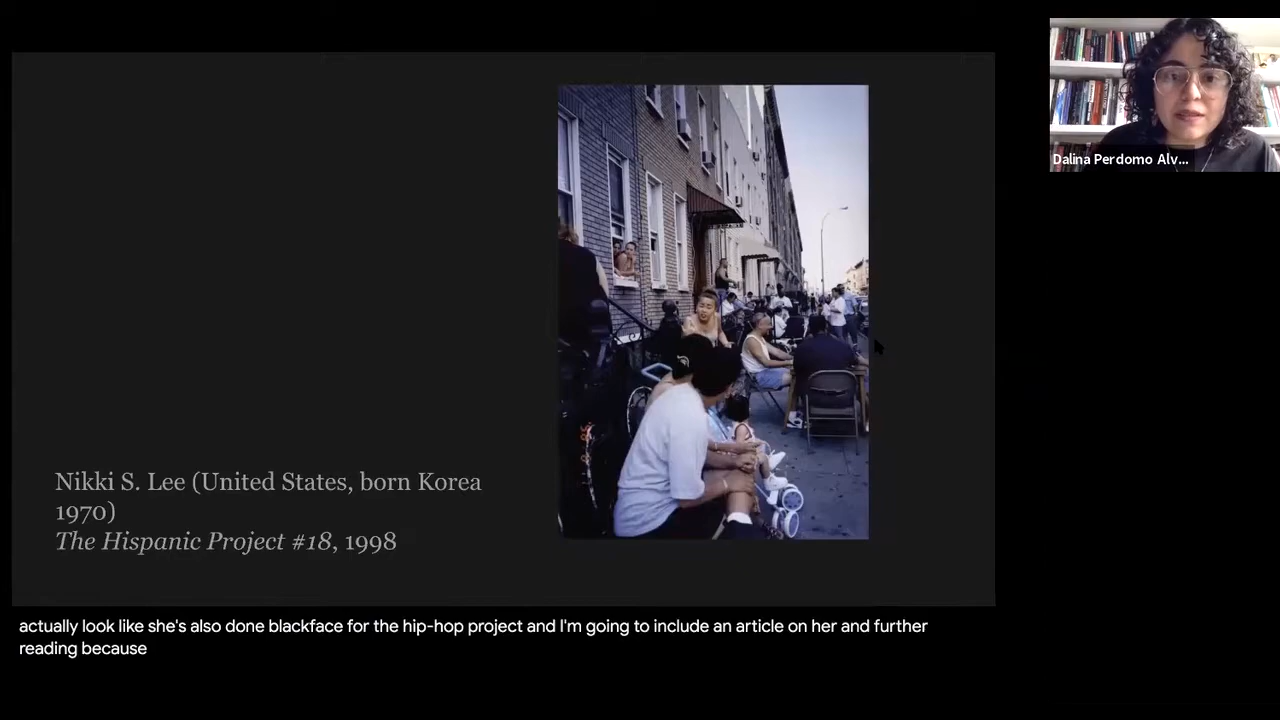 Dalina Perdomo Alv...
Nikki S. Lee (United States, born Korea
1970)
The Hispanic Project #18, 1998
actually look like she's also done blackface for the hip-hop project and I'm going to include an article on her and further
reading because